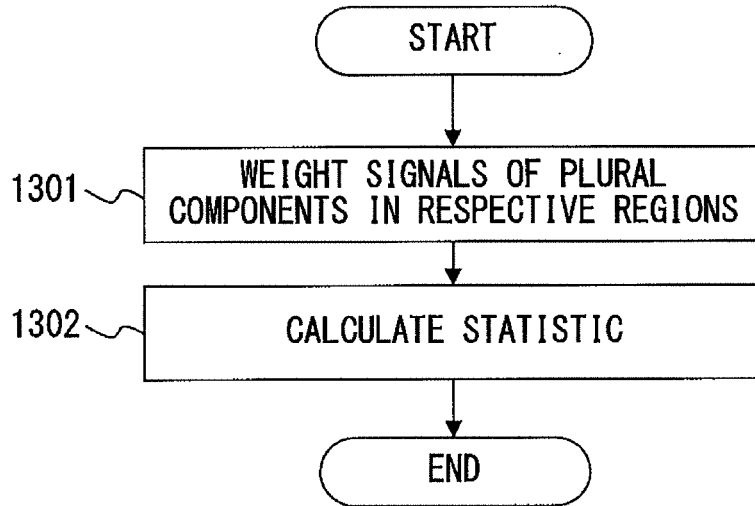 START
1301
WEIGHT SIGNALS OF PLURAL
COMPONENTS IN RESPECTIVE REGIONS
1302
CALCULATE STATISTIC
END